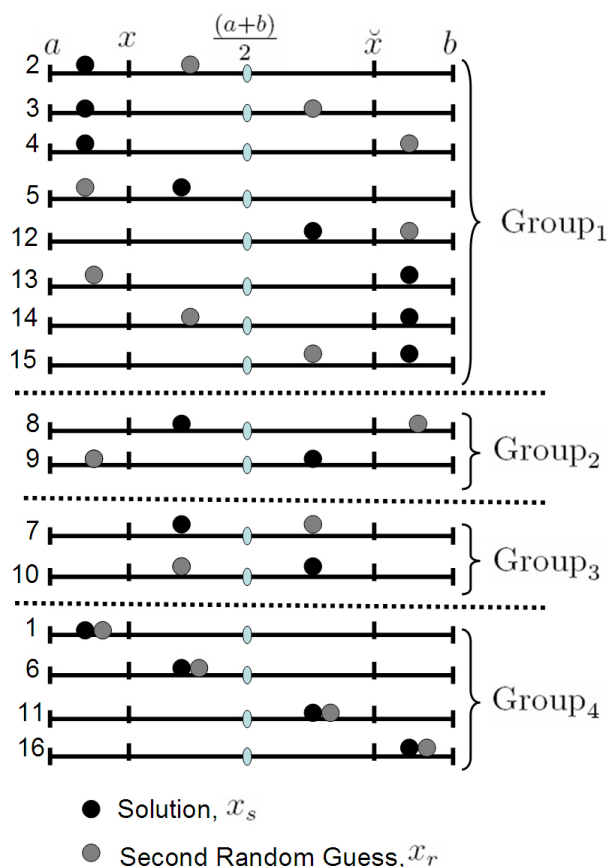 a x (a+b)/2 x̆ b
2
3
4
5
12
13
14
15
Group₁
8
9
Group₂
7
10
Group₃
1
6
11
16
Group₄
Solution, xₛ
Second Random Guess, xᵣ